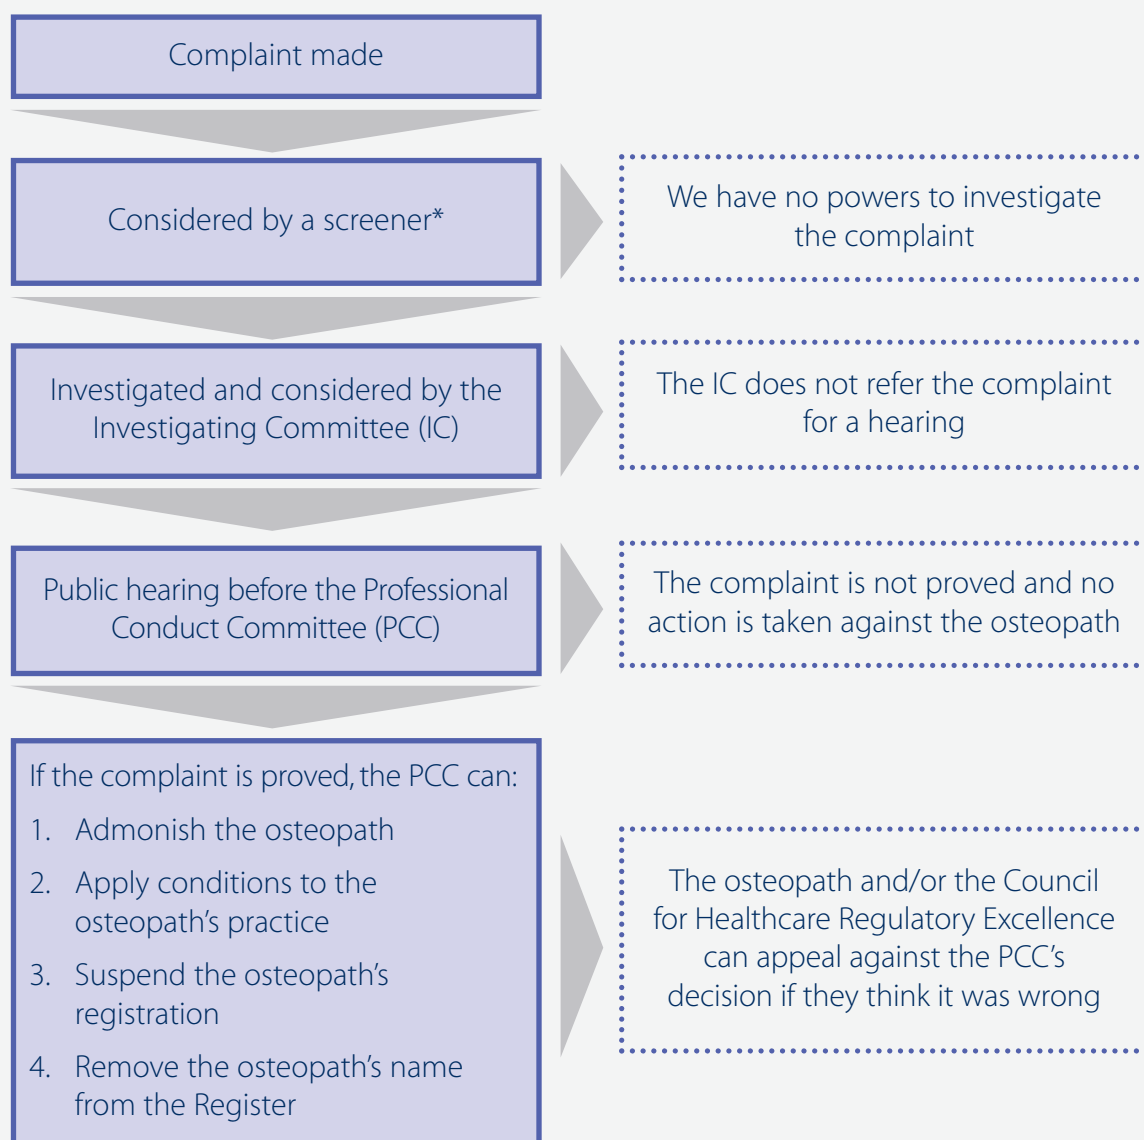 Complaint made
Considered by a screener*
We have no powers to investigate
the complaint
Investigated and considered by the
Investigating Committee (IC)
The IC does not refer the complaint
for a hearing
Public hearing before the Professional
Conduct Committee (PCC)
The complaint is not proved and no
action is taken against the osteopath
If the complaint is proved, the PCC can:
1. Admonish the osteopath
2. Apply conditions to the
osteopath's practice
3. Suspend the osteopath's
registration
4. Remove the osteopath's name
from the Register
The osteopath and/or the Council
for Healthcare Regulatory Excellence
can appeal against the PCC's
decision if they think it was wrong